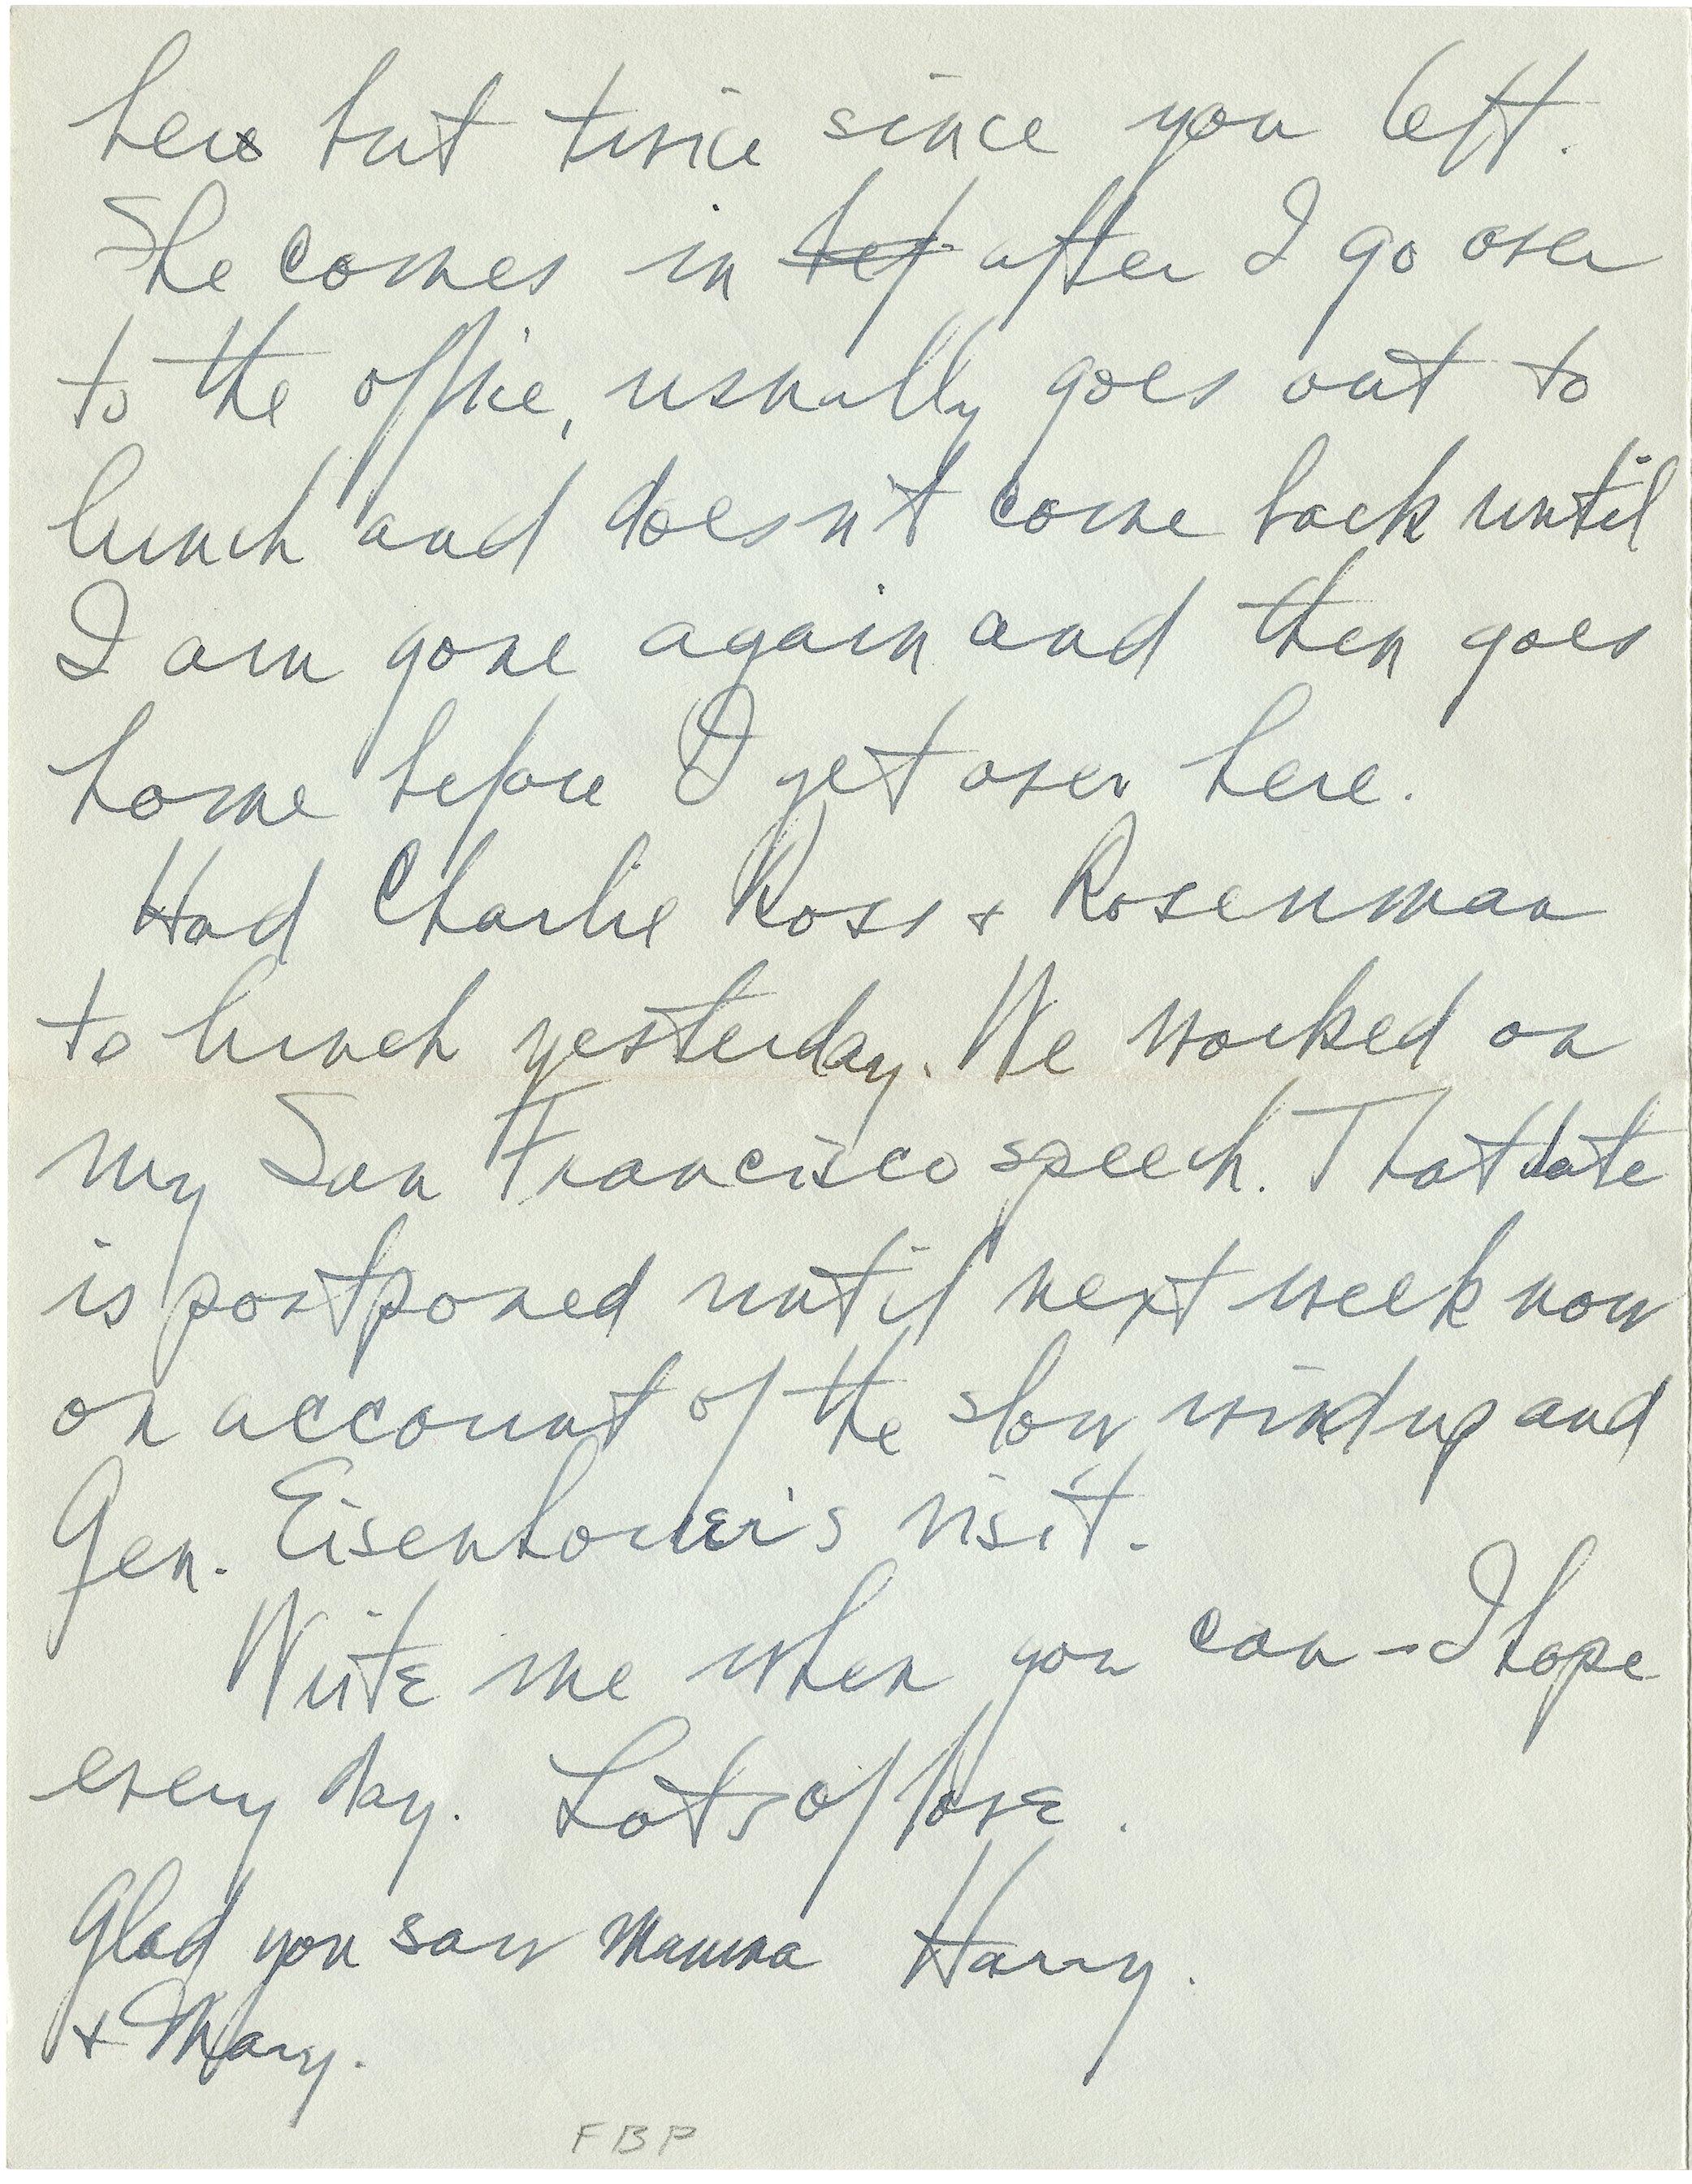 here but twice since you left.
She comes in bef after I go over
to the office, usually goes out to
lunch and doesn't come back until
I am gone again and then goes
home before I get over here.
Had Charlie Ross & Rosenman
to lunch yesterday. We worked on
my San Francisco speech. That date
is postponed until next week now
on account of the slow windup and
Gen. Eisenhower's visit.
Write me when you can - I hope
every day. Lots of love.
Glad you saw Mamma Harry.
& Mary.
FBP